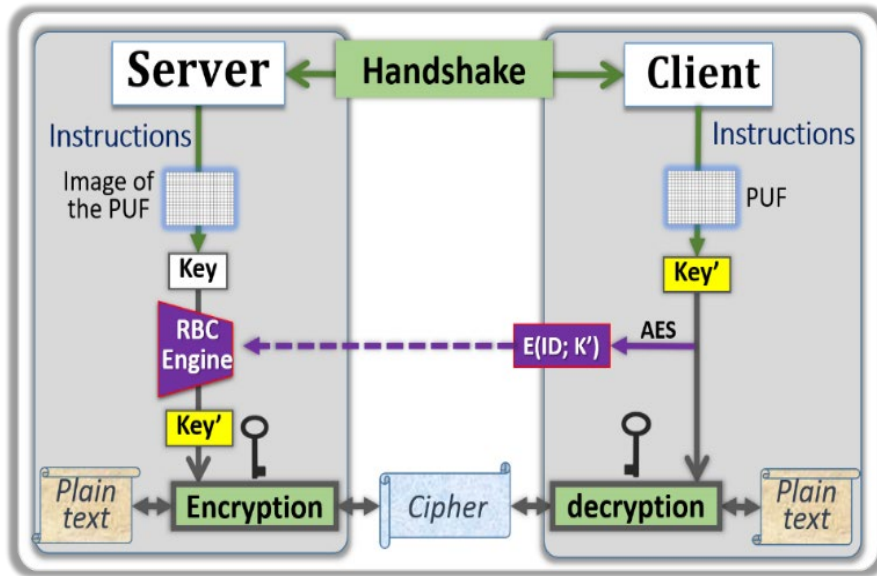 Server
Handshake
Client
Instructions
Instructions
Image of
the PUF
PUF
Key
Key’
RBC
Engine
E(ID; K’)
AES
Key’
Plain
text
Encryption
Cipher
decryption
Plain
text